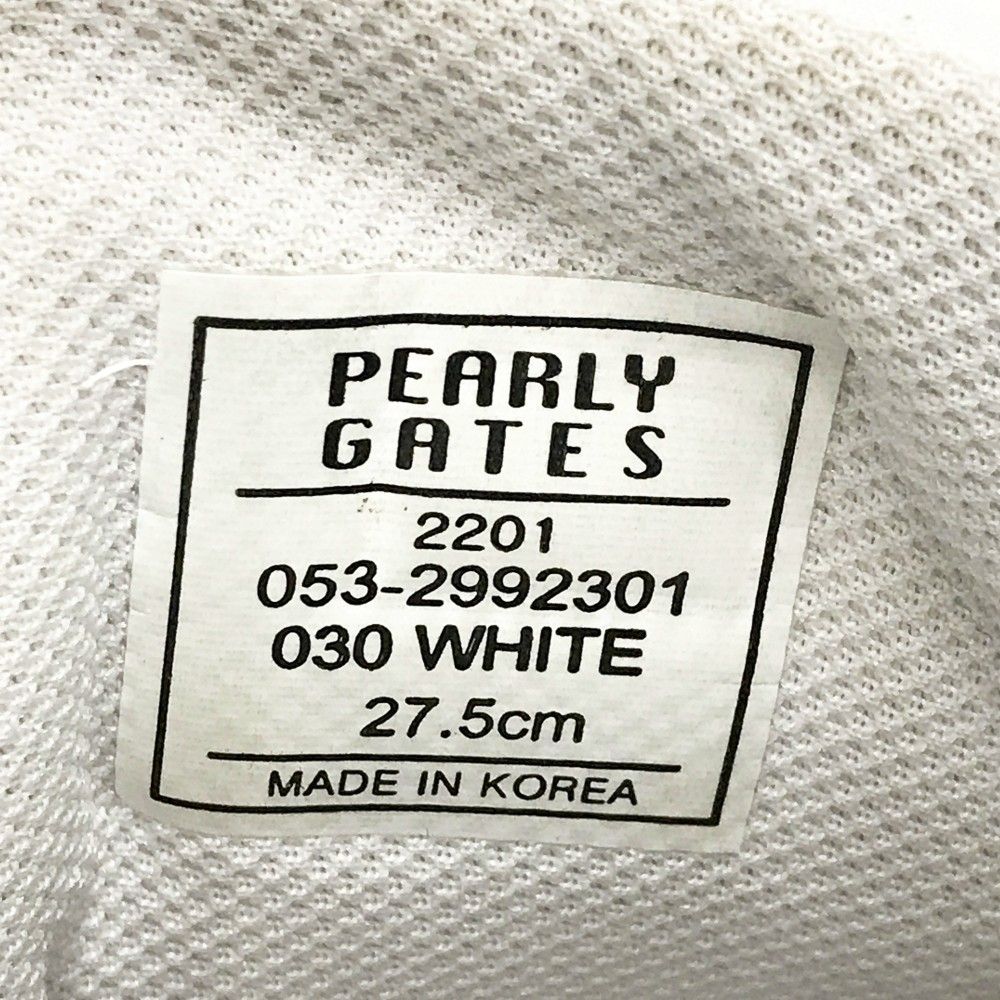 PEARLY
GATES
2201
053-2992301
030 WHITE
27.5cm
MADE IN KOREA